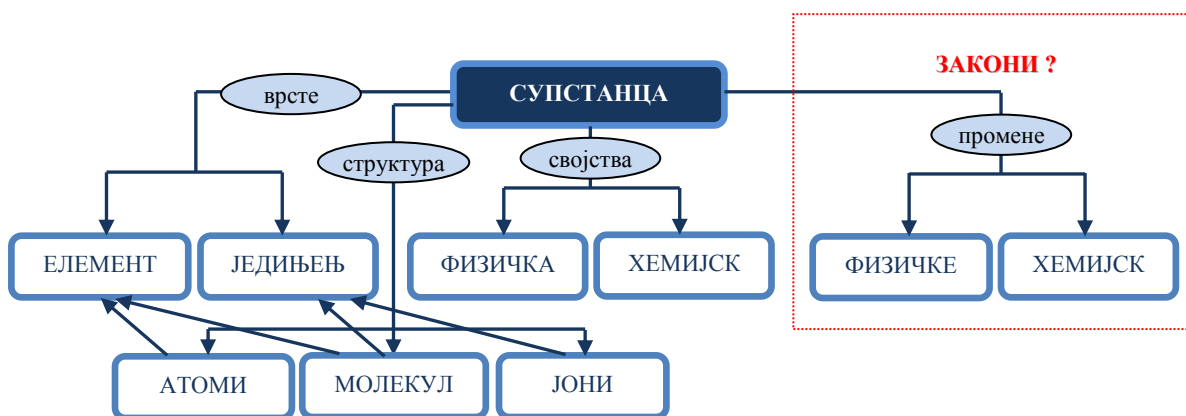 ЗАКОНИ ?
СУПСТАНЦА
врсте
структура
својства
промене
ЕЛЕМЕНТ
ЈЕДИЊЕЊ
ФИЗИЧКА
ХЕМИЈСК
ФИЗИЧКЕ
ХЕМИЈСК
АТОМИ
МОЛЕКУЛ
ЈОНИ